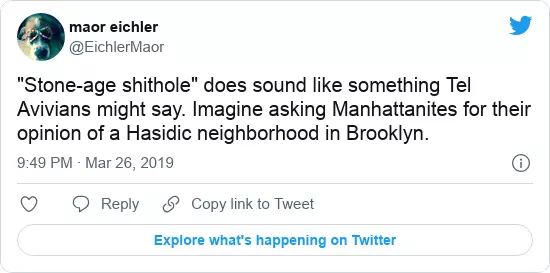 maor eichler
@EichlerMaor
"Stone-age shithole" does sound like something Tel
Avivians might say. Imagine asking Manhattanites for their
opinion of a Hasidic neighborhood in Brooklyn.
9:49 PM · Mar 26, 2019
Reply
Copy link to Tweet
Explore what's happening on Twitter